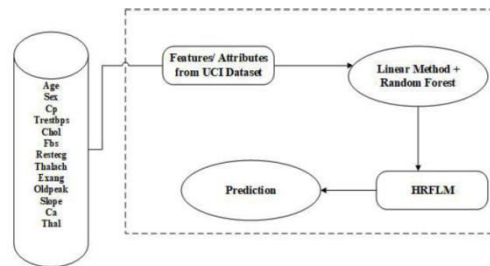 Age
Sex
Cp
Trestbps
Chol
Fbs
Resterg
Thalach
Exang
Oldpeak
Slope
Ca
Thal
Features/ Attributes
from UCI Dataset
Linear Method +
Random Forest
HRFLM
Prediction